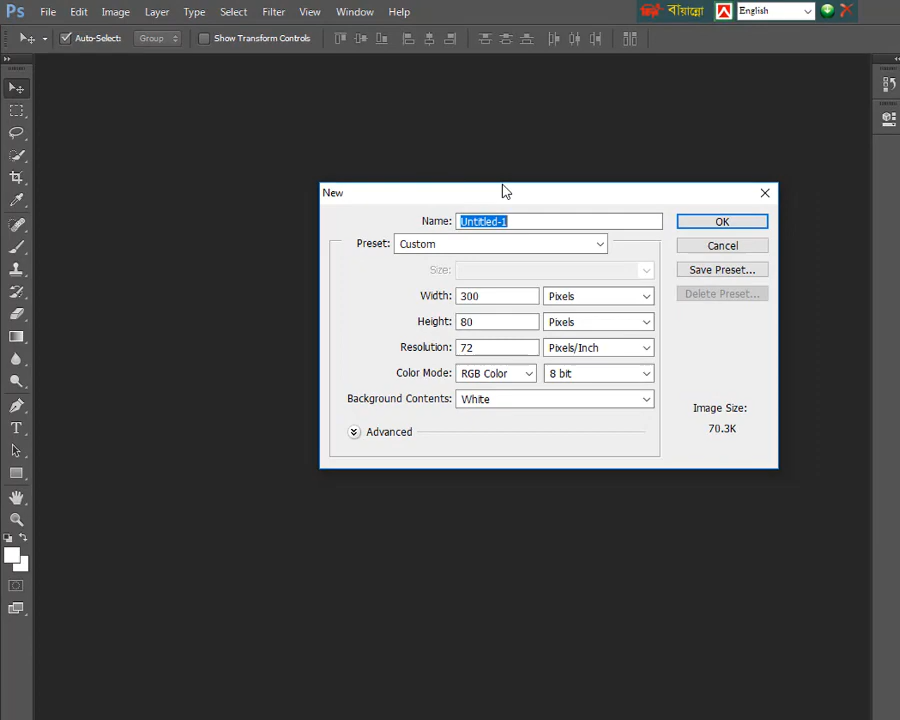 Ps File Edit Image Layer Type Select Filter View Window Help
বায়ান্নো English
Auto-Select: Group Show Transform Controls
New
Name: Untitled-1 OK
Preset: Custom Cancel
Size: Save Preset...
Width: 300 Pixels Delete Preset...
Height: 80 Pixels
Resolution: 72 Pixels/Inch
Color Mode: RGB Color 8 bit
Background Contents: White
Image Size:
70.3K
Advanced
T